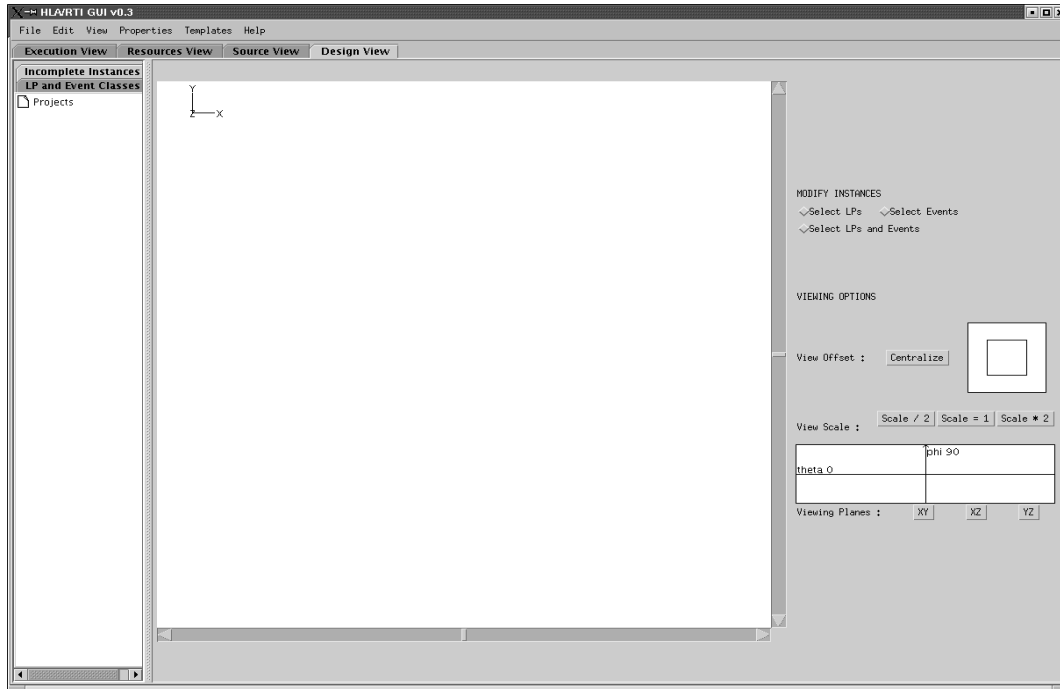 HLA/RTI GUI v0.3
File Edit View Properties Templates Help
Execution View Resources View Source View Design View
Incomplete Instances
LP and Event Classes
Projects
Y
Z X
MODIFY INSTANCES
Select LPs Select Events
Select LPs and Events
VIEWING OPTIONS
View Offset : Centralize
View Scale : Scale / 2 Scale = 1 Scale * 2
phi 90
theta 0
Viewing Planes : XY XZ YZ